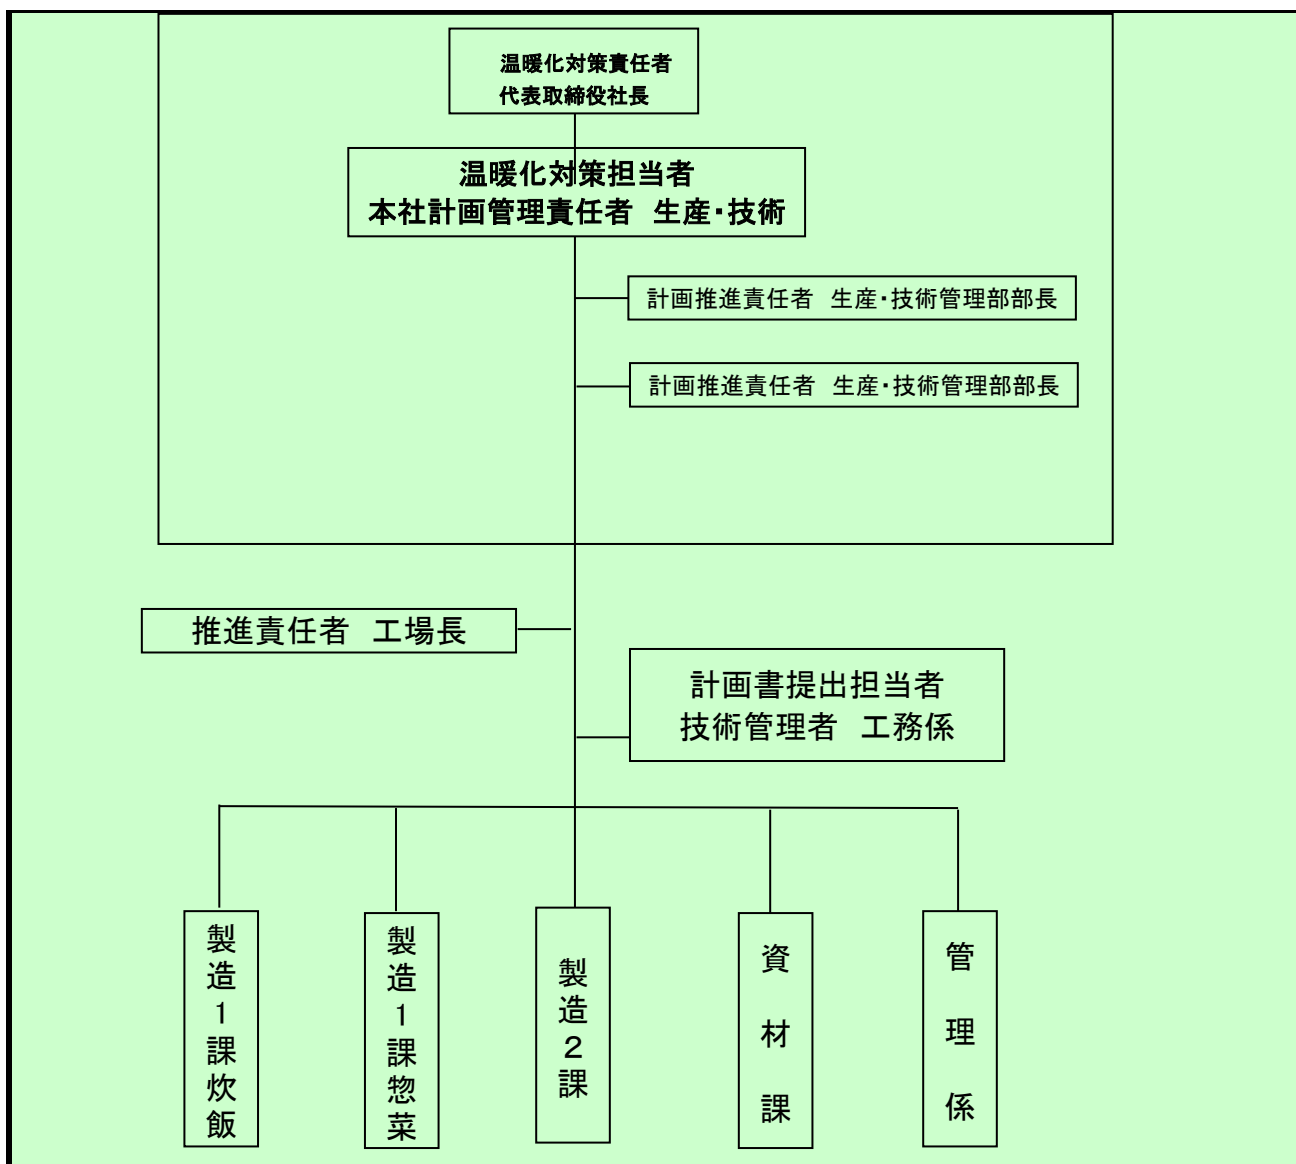 温暖化対策責任者
代表取締役社長
温暖化対策担当者
本社計画管理責任者　生産・技術
計画推進責任者　生産・技術管理部部長
計画推進責任者　生産・技術管理部部長
推進責任者　工場長
計画書提出担当者
技術管理者　工務係
製造１課炊飯
製造１課惣菜
製造２課
資材課
管理係